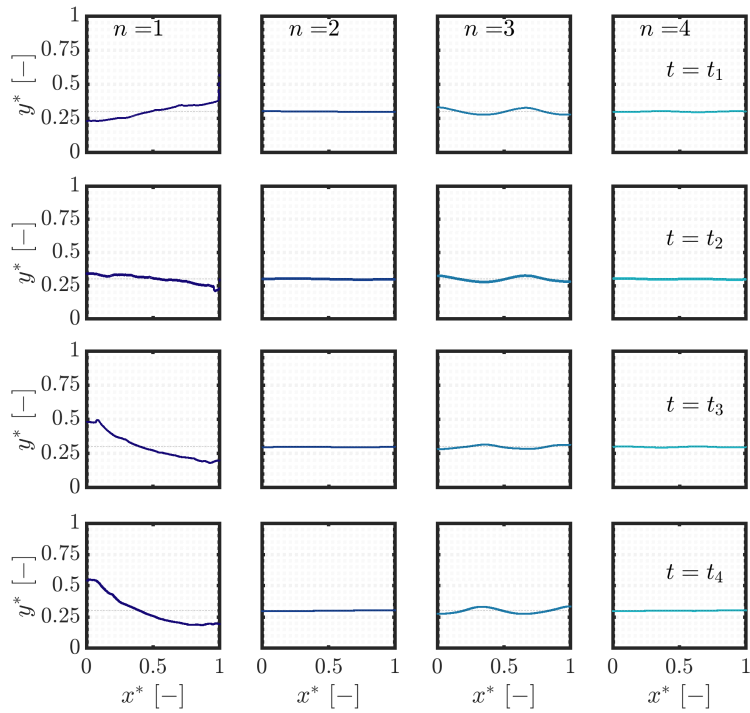 n =1 n =2 n =3 n =4
1
0.75
0.5
0.25
0
y* [−]
t = t1
1
0.75
0.5
0.25
0
y* [−]
t = t2
1
0.75
0.5
0.25
0
y* [−]
t = t3
1
0.75
0.5
0.25
0
y* [−]
t = t4
0 0.5 1 0 0.5 1 0 0.5 1 0 0.5 1
x* [−] x* [−] x* [−] x* [−]